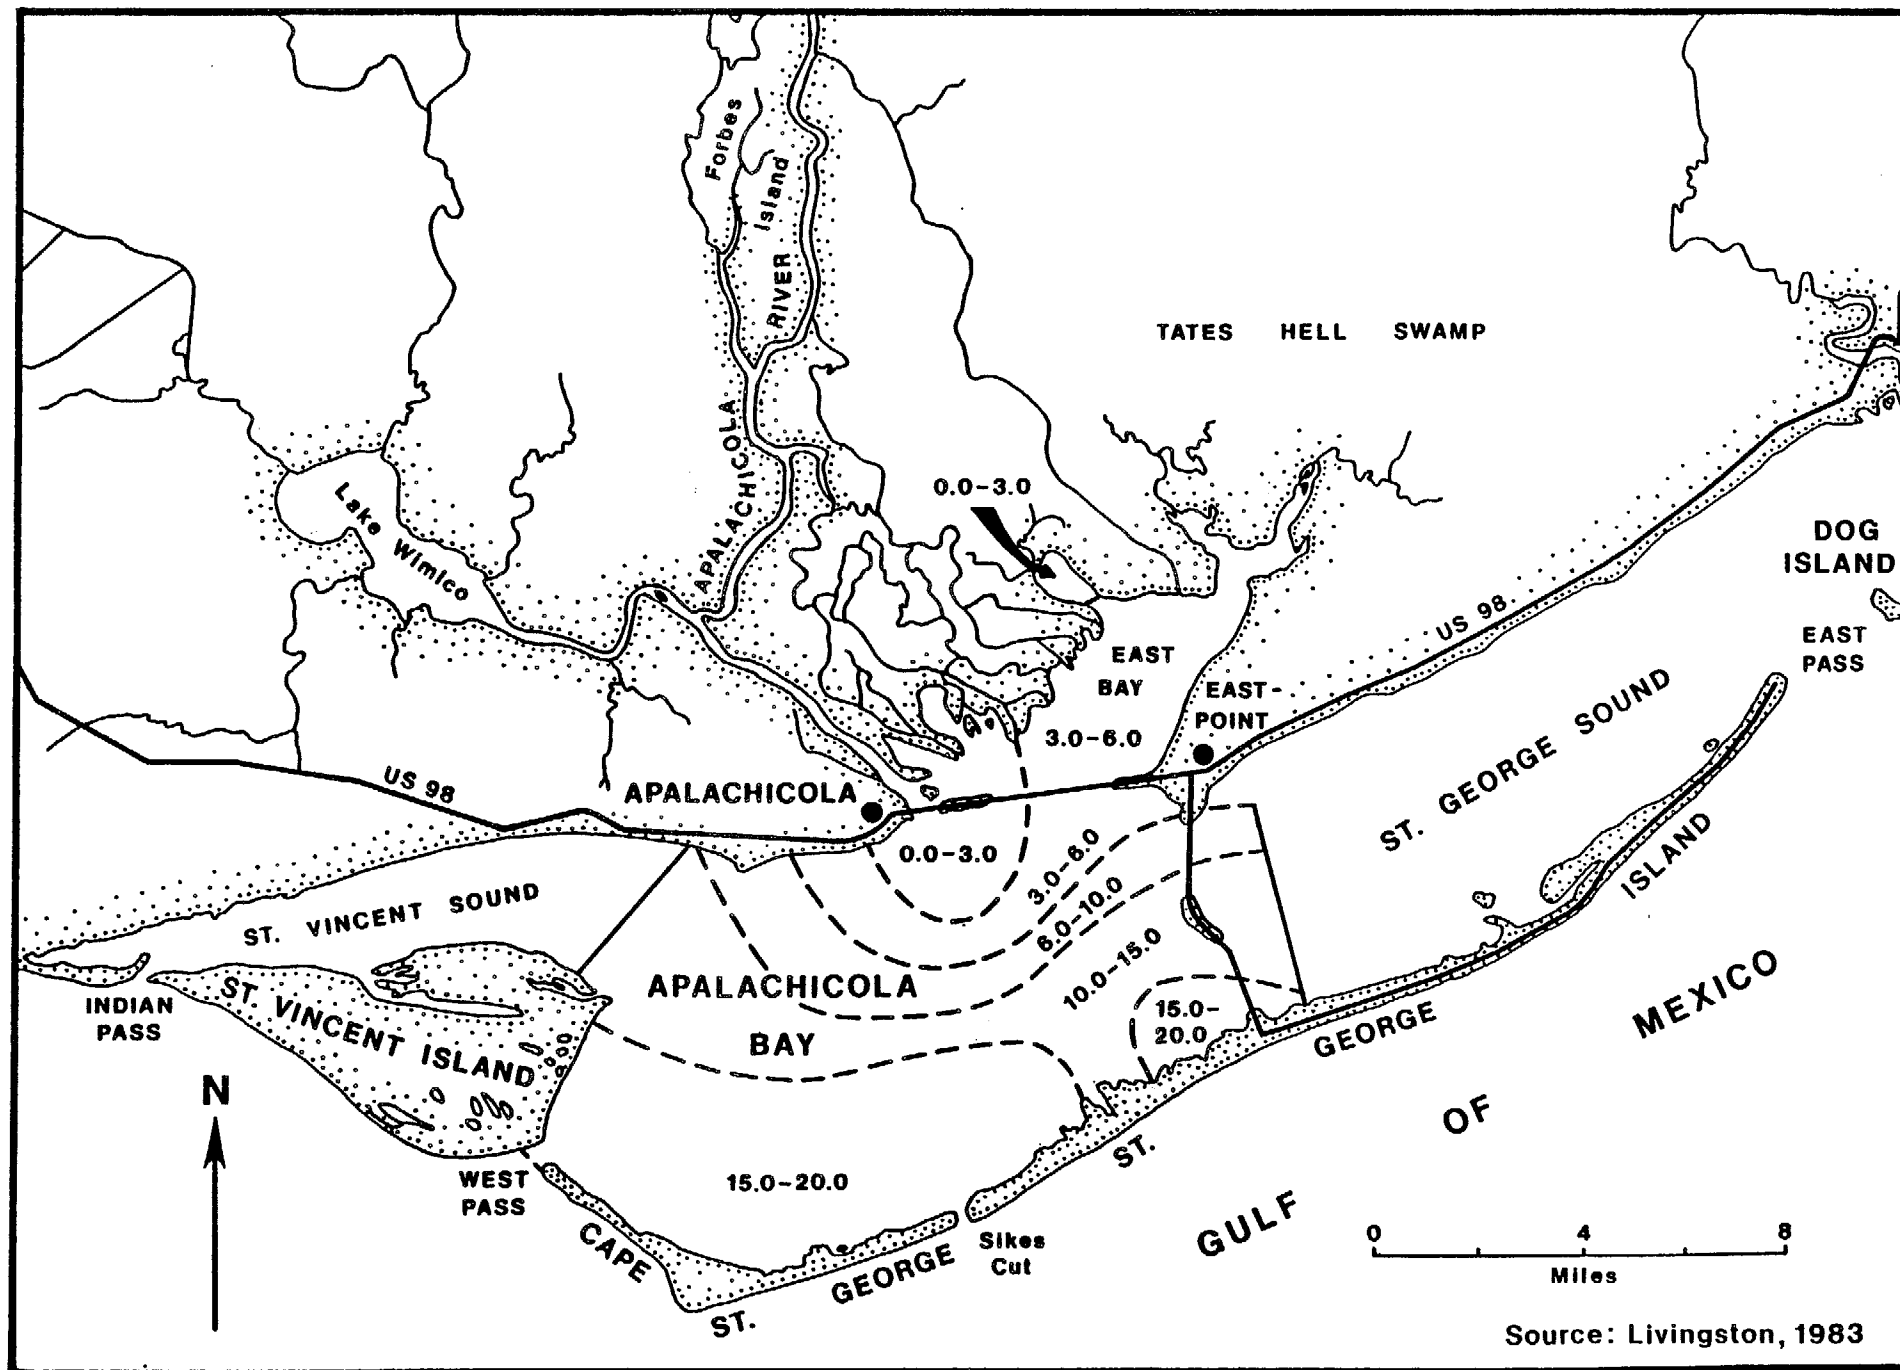 Forbes
Island
RIVER
APALACHICOLA
TATES HELL SWAMP
0.0-3.0
Lake Wimico
DOG
ISLAND
US 98
EAST
PASS
EAST
BAY
EAST-
POINT
3.0-6.0
ST. GEORGE SOUND
US 98
APALACHICOLA
0.0-3.0
3.0-6.0
6.0-10.0
10.0-15.0
15.0-
20.0
ST. VINCENT SOUND
INDIAN
PASS
ST. VINCENT ISLAND
APALACHICOLA
BAY
N
WEST
PASS
15.0-20.0
CAPE
ST.
GEORGE
Sikes
Cut
ST.
GEORGE
ISLAND
GULF
OF
MEXICO
0 4 8
Miles
Source: Livingston, 1983